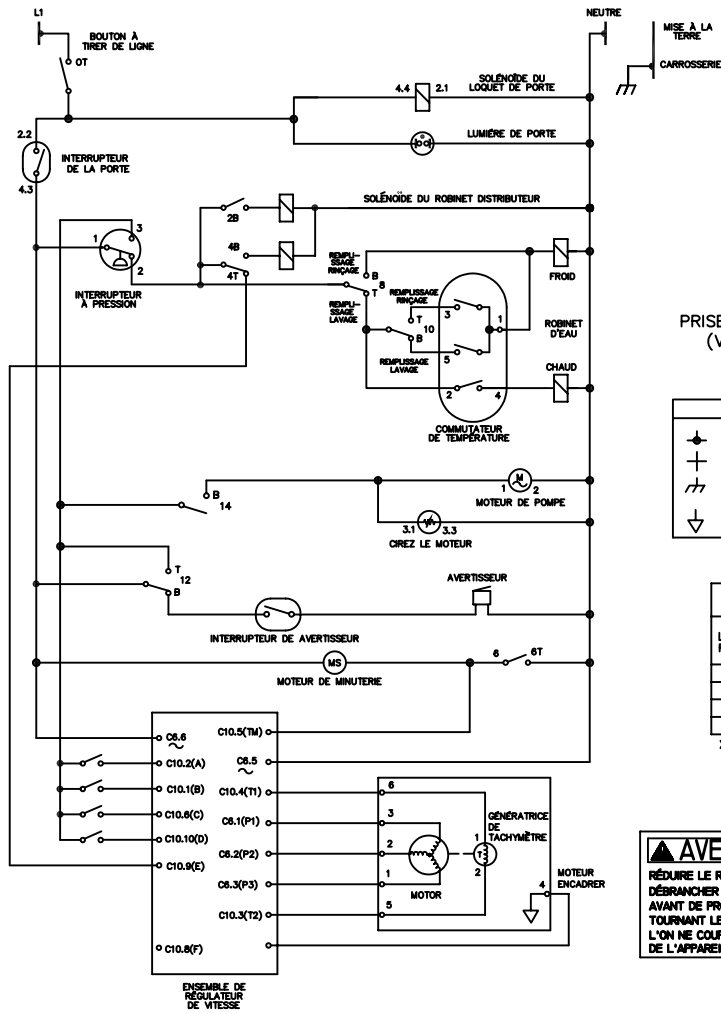 L1
NEUTRE
MISE À LA
TERRE
BOUTON À
TIRER DE LIGNE
CARROSSERIE
OT
SOLÉNOÏDE DU
LOQUET DE PORTE
4.4
2.1
2.2
LUMIÉRE DE PORTE
INTERRUPTEUR
DE LA PORTE
4.3
SOLÉNOÏDE DU ROBINET DISTRIBUTEUR
2B
3
1
4B
2
4T
INTERRUPTEUR
À PRESSION
REMPLI-
SSAGE
RINÇAGE
B
8
T
FROID
REMPLI-
SSAGE
LAVAGE
REMPLISSAGE
RINÇAGE
3
T
10
B
1
ROBINET
D'EAU
PRISE
(V
5
REMPLISSAGE
LAVAGE
CHAUD
2
4
COMMUTATEUR
DE TEMPÉRATURE
B
14
M
1
2
MOTEUR DE POMPE
3.1
3.3
CIREZ LE MOTEUR
T
12
B
AVERTISSEUR
INTERRUPTEUR DE AVERTISSEUR
MS
6
6T
MOTEUR DE MINUTERIE
C6.6
C10.5(TM)
C10.2(A)
C6.5
C10.1(B)
C10.4(T1)
6
C10.6(C)
C6.1(P1)
3
GÉNÉRATRICE
DE
TACHYMÈTRE
C10.10(D)
C6.2(P2)
2
1
T
2
C10.9(E)
C6.3(P3)
1
MOTOR
MOTEUR
ENCADRER
4
C10.3(T2)
5
C10.8(F)
ENSEMBLE DE
RÉGULATEUR
DE VITESSE
AVE
RÉDUIRE LE R
DÉBRANCHER
AVANT DE PRO
TOURNANT LE
L'ON NE COUP
DE L'APPAREI